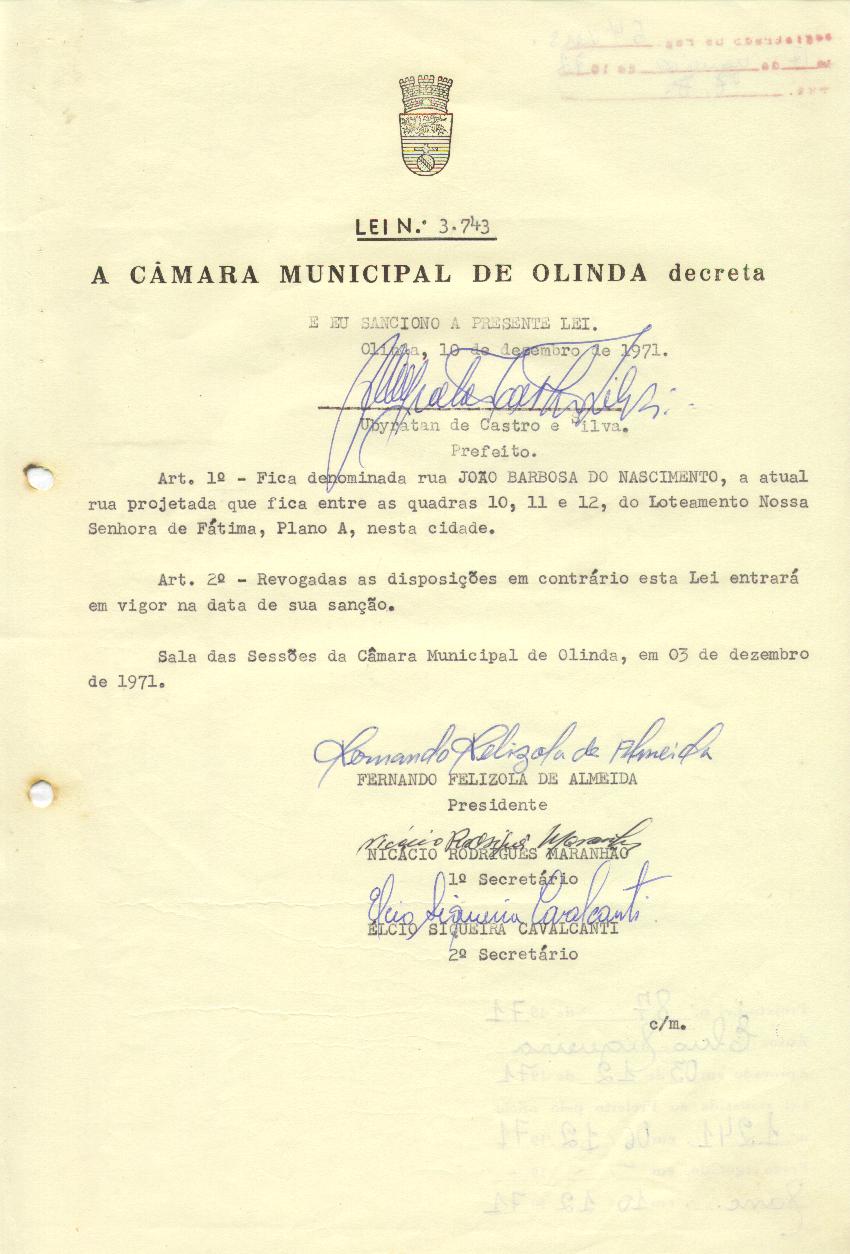 LEI N.º 3.743
A CÂMARA MUNICIPAL DE OLINDA decreta
E EU SANCIONO A PRESENTE LEI.
Olinda, 10 de dezembro de 1971.
Ubyratan de Castro e Silva.
Prefeito.
Art. 1º - Fica denominada rua JOÃO BARBOSA DO NASCIMENTO, a atual
rua projetada que fica entre as quadras 10, 11 e 12, do Loteamento Nossa
Senhora de Fátima, Plano A, nesta cidade.
Art. 2º - Revogadas as disposições em contrário esta Lei entrará
em vigor na data de sua sanção.
Sala das Sessões da Câmara Municipal de Olinda, em 03 de dezembro
de 1971.
Fernando Felizola de Almeida
FERNANDO FELIZOLA DE ALMEIDA
Presidente
Nicácio Rodrigues Maranhão
NICÁCIO RODRIGUES MARANHÃO
1º Secretário
Élcio Siqueira Cavalcanti
ÉLCIO SIQUEIRA CAVALCANTI
2º Secretário
c/m.